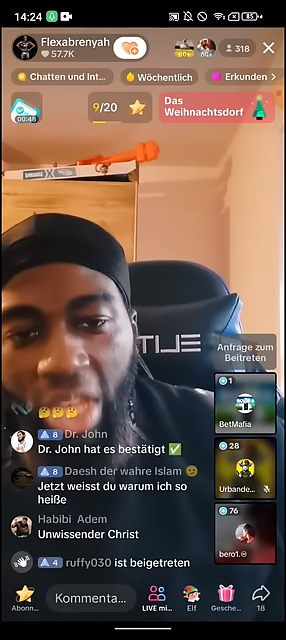 14:24
85
Flexabrenyah
57.7K
60+
60+
318
Chatten und Int...
Wöchentlich
Erkunden
00:48
9/20
Das
Weihnachtsdorf
Anfrage zum
Beitreten
1
BetMafia
28
Urbande...
76
bero1.
8 Dr. John
Dr. John hat es bestätigt ✅
8 Daesh der wahre Islam
Jetzt weisst du warum ich so
heiße
Habibi Adem
Unwissender Christ
4 ruffy030 ist beigetreten
Abonn...
Kommenta...
LIVE mi...
Elf
Gesche...
18